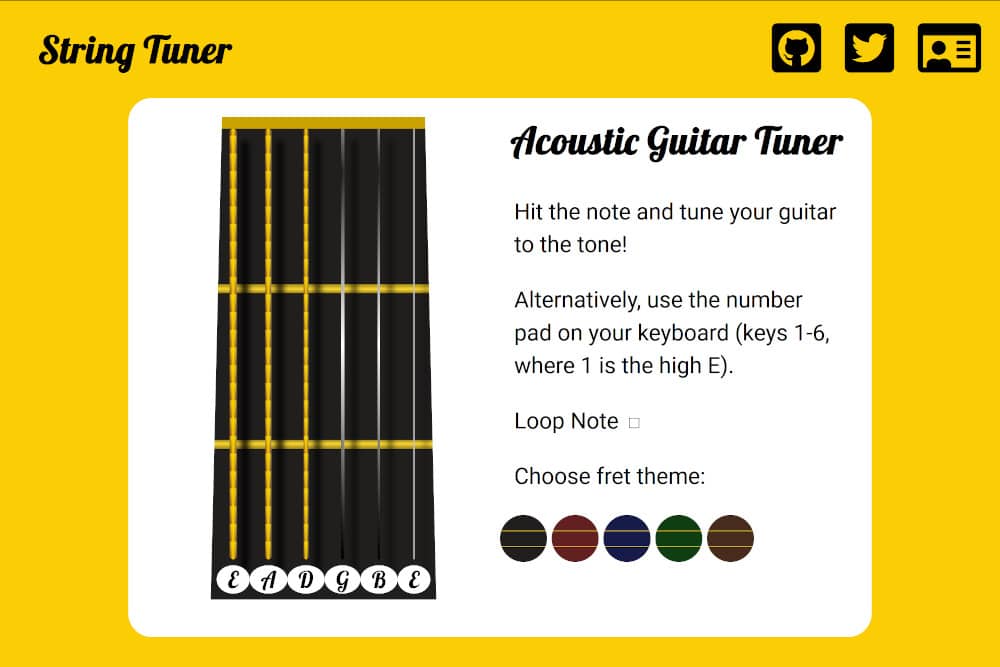 String Tuner
Acoustic Guitar Tuner
Hit the note and tune your guitar
to the tone!
Alternatively, use the number
pad on your keyboard (keys 1-6,
where 1 is the high E).
Loop Note
Choose fret theme:
E A D G B E